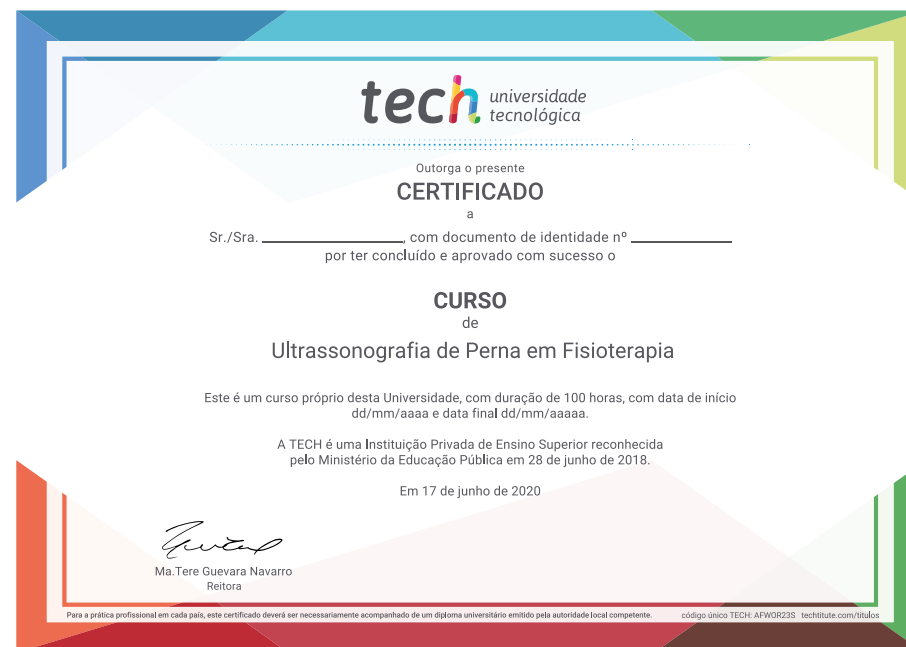 tech universidade
tecnológica
Outorga o presente
CERTIFICADO
a
Sr./Sra. ____________________, com documento de identidade nº ______________
por ter concluído e aprovado com sucesso o
CURSO
de
Ultrassonografia de Perna em Fisioterapia
Este é um curso próprio desta Universidade, com duração de 100 horas, com data de início
dd/mm/aaaa e data final dd/mm/aaaaa.
A TECH é uma Instituição Privada de Ensino Superior reconhecida
pelo Ministério da Educação Pública em 28 de junho de 2018.
Em 17 de junho de 2020
Ma.Tere Guevara Navarro
Reitora
Para a prática profissional em cada país, este certificado deverá ser necessariamente acompanhado de um diploma universitário emitido pela autoridade local competente. código único TECH: AFWOR23S techtitute.com/títulos